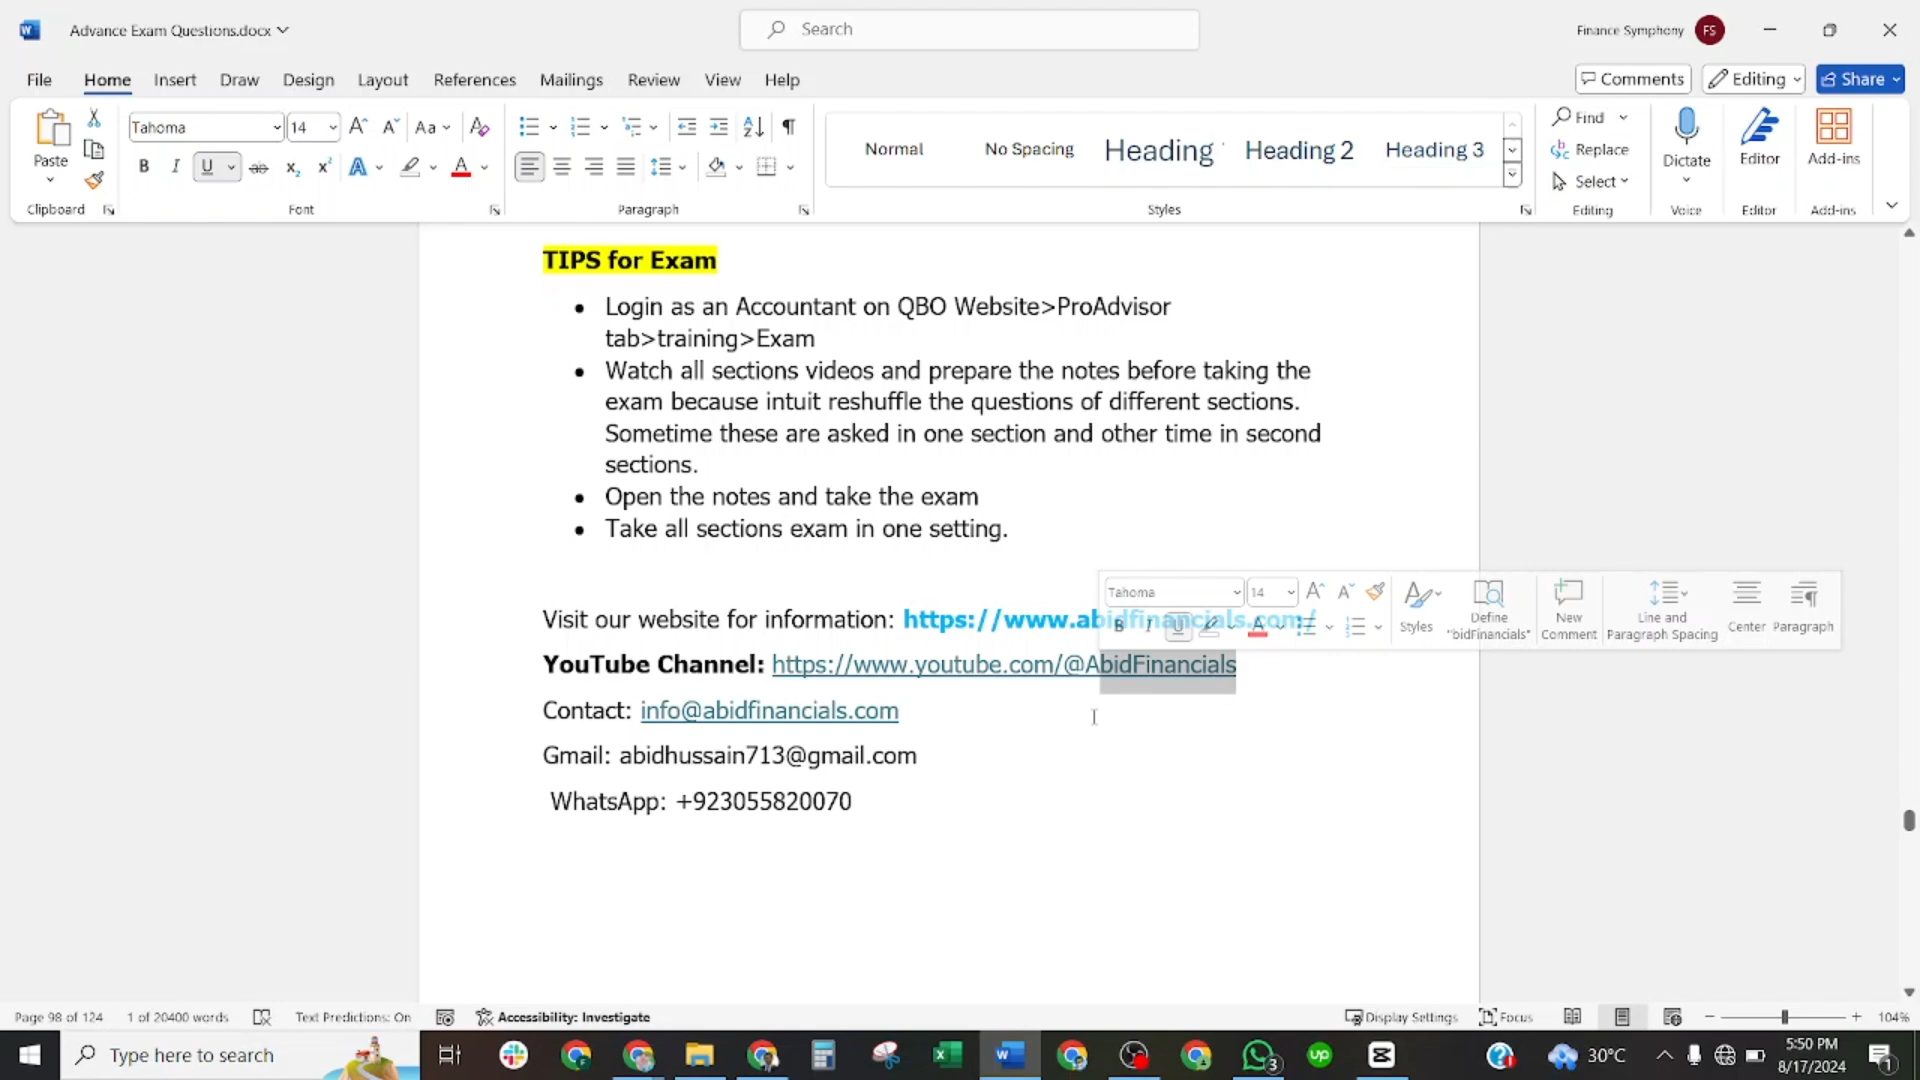 Advance Exam Questions.docx
Search
Finance Symphony
FS
File Home Insert Draw Design Layout References Mailings Review View Help
Comments Editing Share
Paste
Clipboard
Tahoma 14
Font
Paragraph
Normal No Spacing Heading Heading 2 Heading 3
Styles
Find
Replace
Select
Editing
Dictate
Voice
Editor
Editor
Add-ins
Add-ins
TIPS for Exam
• Login as an Accountant on QBO Website>ProAdvisor
tab>training>Exam
• Watch all sections videos and prepare the notes before taking the
exam because intuit reshuffle the questions of different sections.
Sometime these are asked in one section and other time in second
sections.
• Open the notes and take the exam
• Take all sections exam in one setting.
Tahoma 14
Styles
Define
"bidFinancials"
New
Comment
Line and
Paragraph Spacing
Center
Paragraph
Visit our website for information: https://www.abidfinancials.com/
YouTube Channel: https://www.youtube.com/@AbidFinancials
Contact: info@abidfinancials.com
Gmail: abidhussain713@gmail.com
WhatsApp: +923055820070
Page 98 of 124 1 of 20400 words Text Predictions: On Accessibility: Investigate
Display Settings Focus 104%
Type here to search
30°C
5:50 PM
8/17/2024